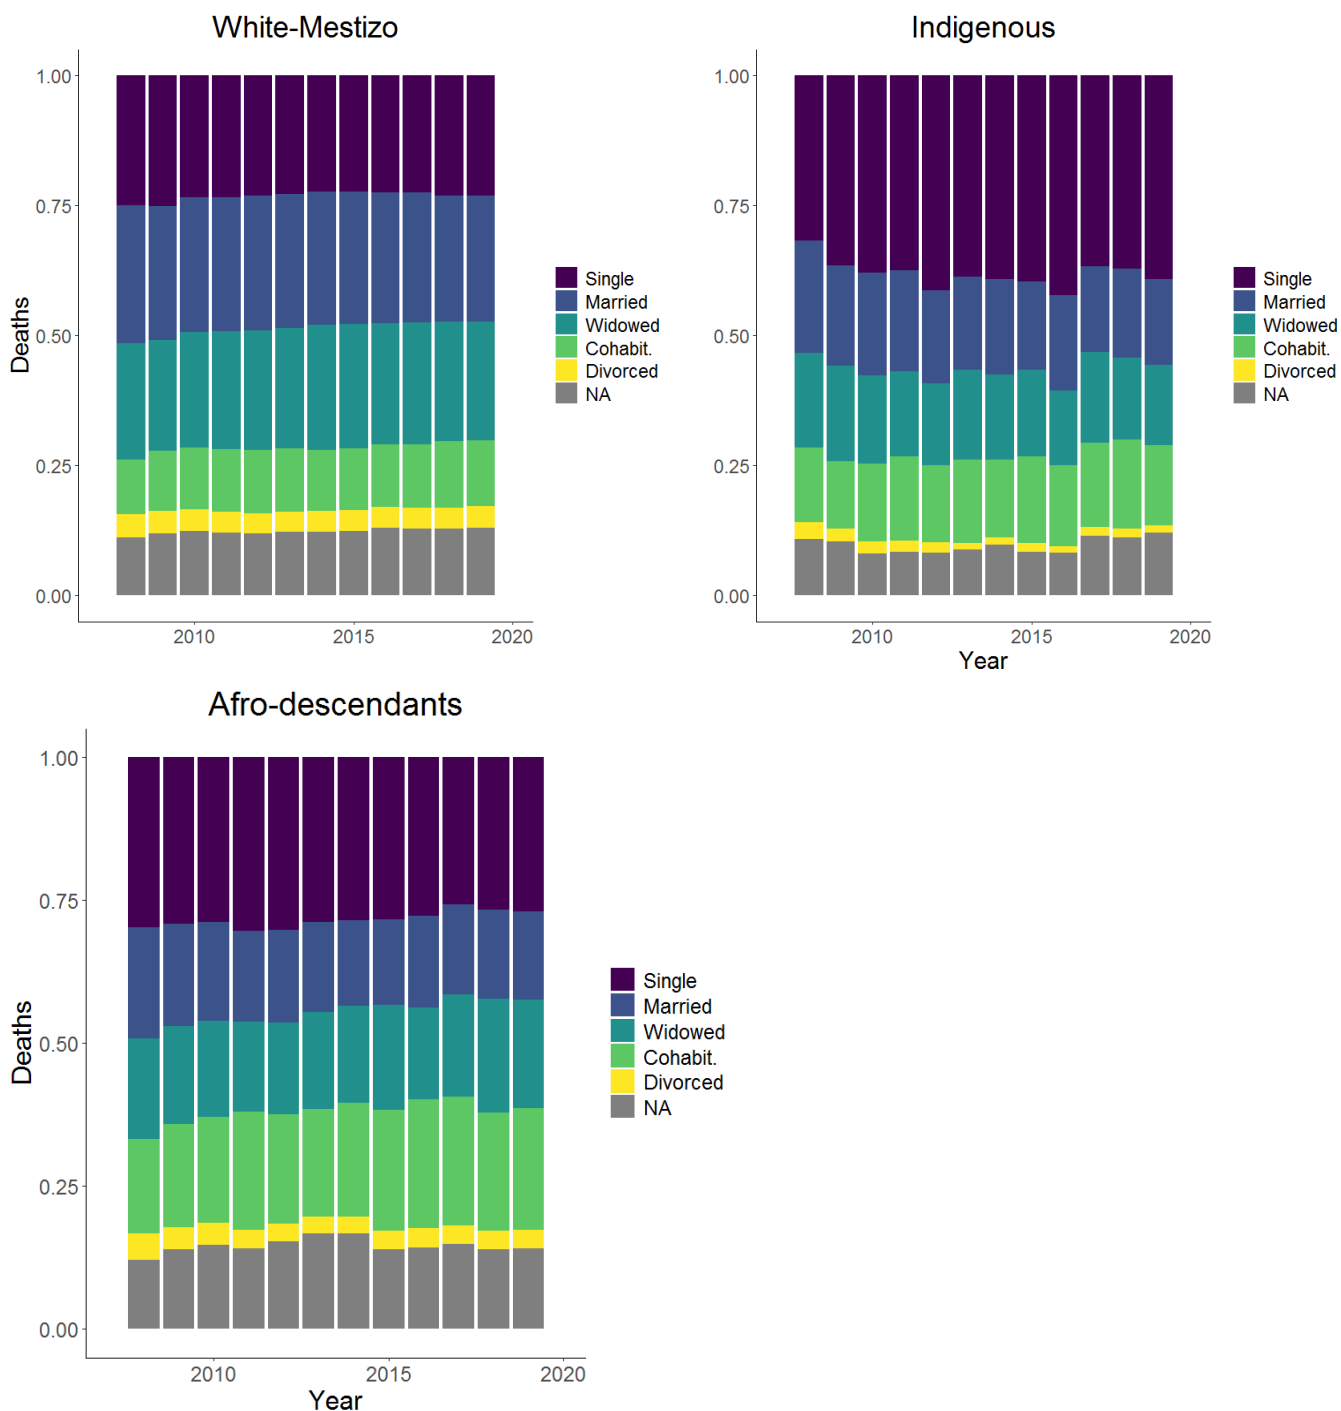 White-Mestizo
1.00
0.75
0.50
0.25
0.00
Deaths
2010
2015
2020
Single
Married
Widowed
Cohabit.
Divorced
NA
Indigenous
1.00
0.75
0.50
0.25
0.00
2010
2015
2020
Year
Single
Married
Widowed
Cohabit.
Divorced
NA
Afro-descendants
1.00
0.75
0.50
0.25
0.00
Deaths
2010
2015
2020
Year
Single
Married
Widowed
Cohabit.
Divorced
NA